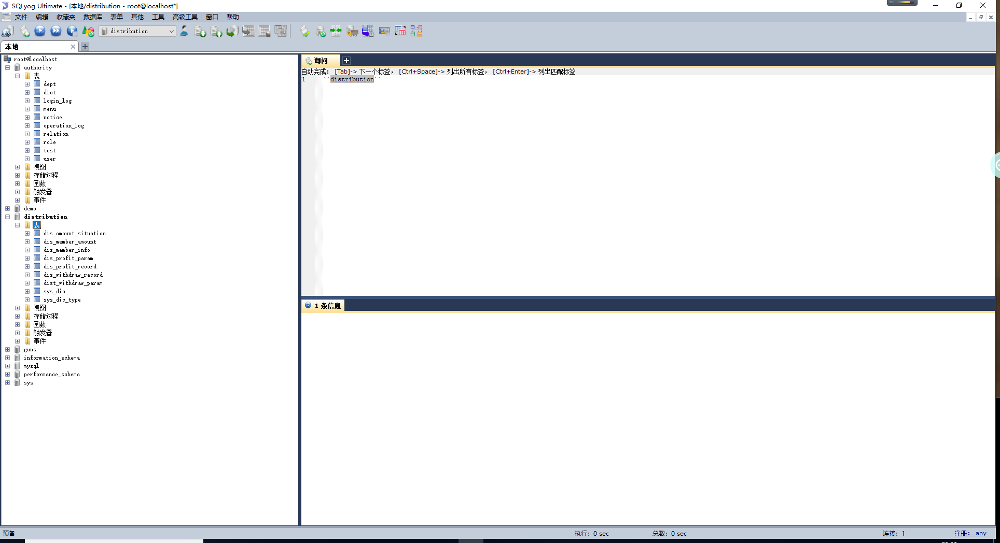 SQLyog Ultimate - [本地/distribution - root@localhost*]
文件 编辑 收藏夹 数据库 表单 其他 工具 高级工具 窗口 帮助
distribution
本地
root@localhost
authority
表
dept
dict
login_log
menu
notice
operation_log
relation
role
test
user
视图
存储过程
函数
触发器
事件
demo
distribution
表
dis_amount_situation
dis_member_amount
dis_member_info
dis_profit_param
dis_profit_record
dis_withdraw_record
dist_withdraw_param
sys_dic
sys_dic_type
视图
存储过程
函数
触发器
事件
guns
information_schema
mysql
performance_schema
sys
询问
自动完成: [Tab]-> 下一个标签, [Ctrl+Space]-> 列出所有标签, [Ctrl+Enter]-> 列出匹配标签
1 ``distribution``
1 条信息
预备 执行: 0 sec 总数: 0 sec 连接: 1 注册: any